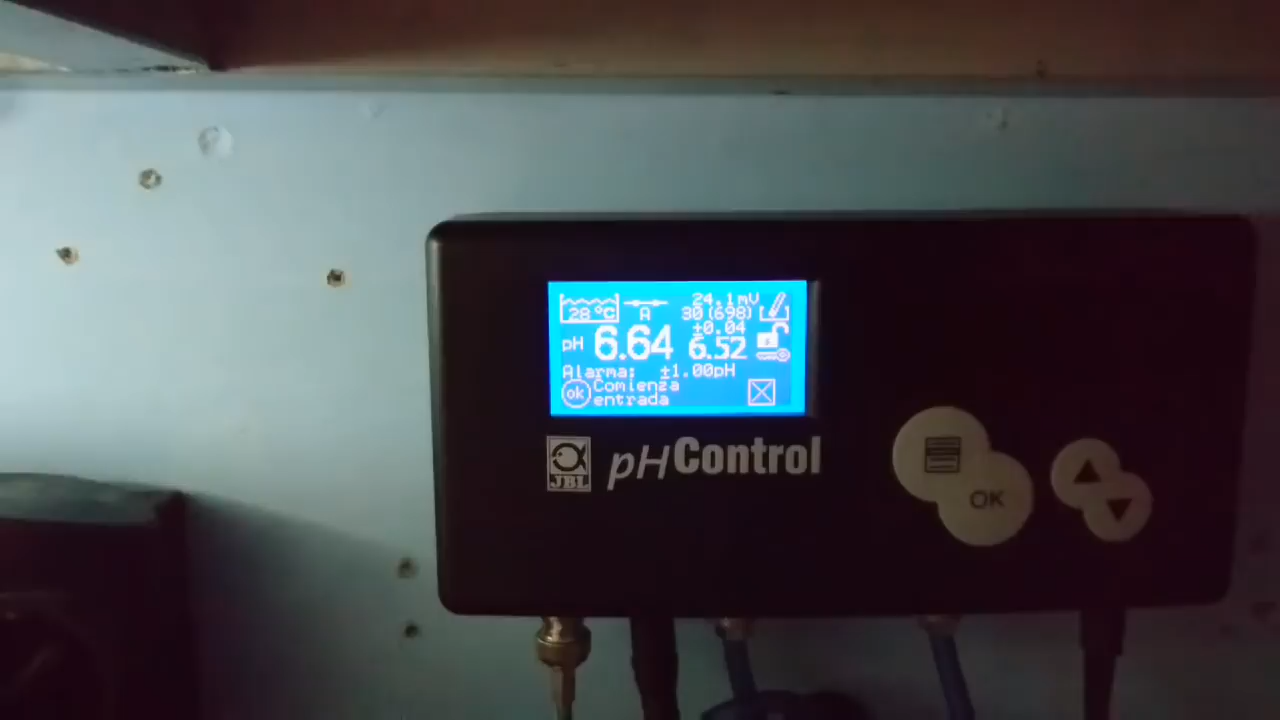 28°C
A
24.1mV
30(698)
±0.04
pH 6.64 6.52
Alarma: ±1.00pH
ok Comienza
entrada
JBL
pHControl
OK